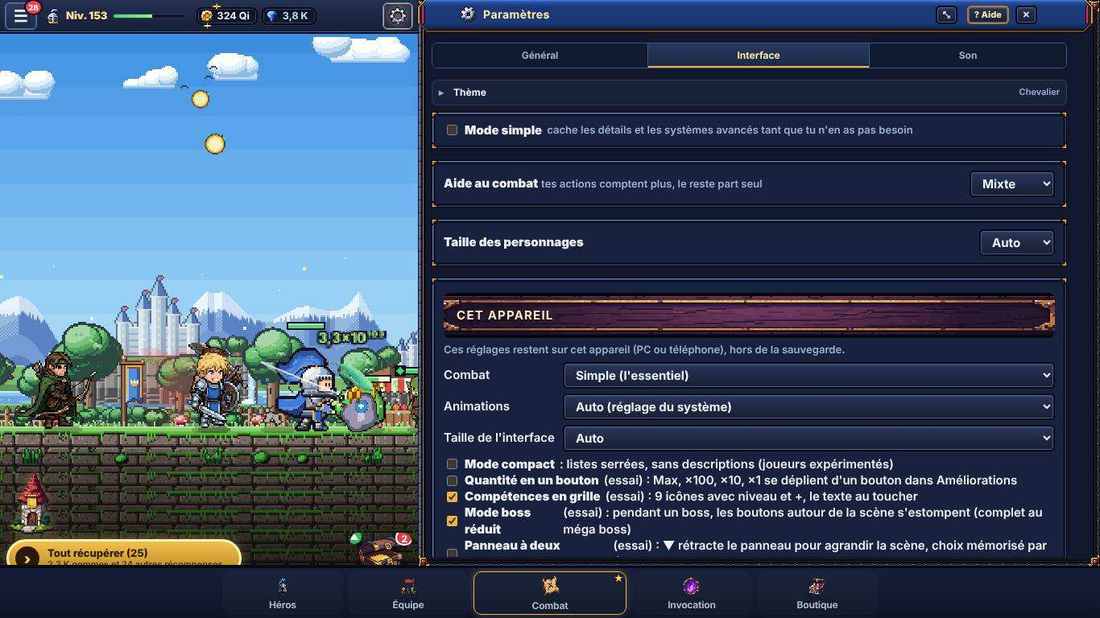 28
Niv. 153
324 Qi
3,8 K
Paramètres
? Aide
Général
Interface
Son
Thème
Chevalier
Mode simple cache les détails et les systèmes avancés tant que tu n'en as pas besoin
Aide au combat tes actions comptent plus, le reste part seul
Mixte
Taille des personnages
Auto
CET APPAREIL
Ces réglages restent sur cet appareil (PC ou téléphone), hors de la sauvegarde.
Combat
Simple (l'essentiel)
Animations
Auto (réglage du système)
Taille de l'interface
Auto
Mode compact : listes serrées, sans descriptions (joueurs expérimentés)
Quantité en un bouton (essai) : Max, ×100, ×10, ×1 se déplient d'un bouton dans Améliorations
Compétences en grille (essai) : 9 icônes avec niveau et +, le texte au toucher
Mode boss réduit (essai) : pendant un boss, les boutons autour de la scène s'estompent (complet au
méga boss)
Panneau à deux (essai) : ▼ rétracte le panneau pour agrandir la scène, choix mémorisé par
3,3×10
Tout récupérer (25)
2
Héros
Équipe
Combat
Invocation
Boutique